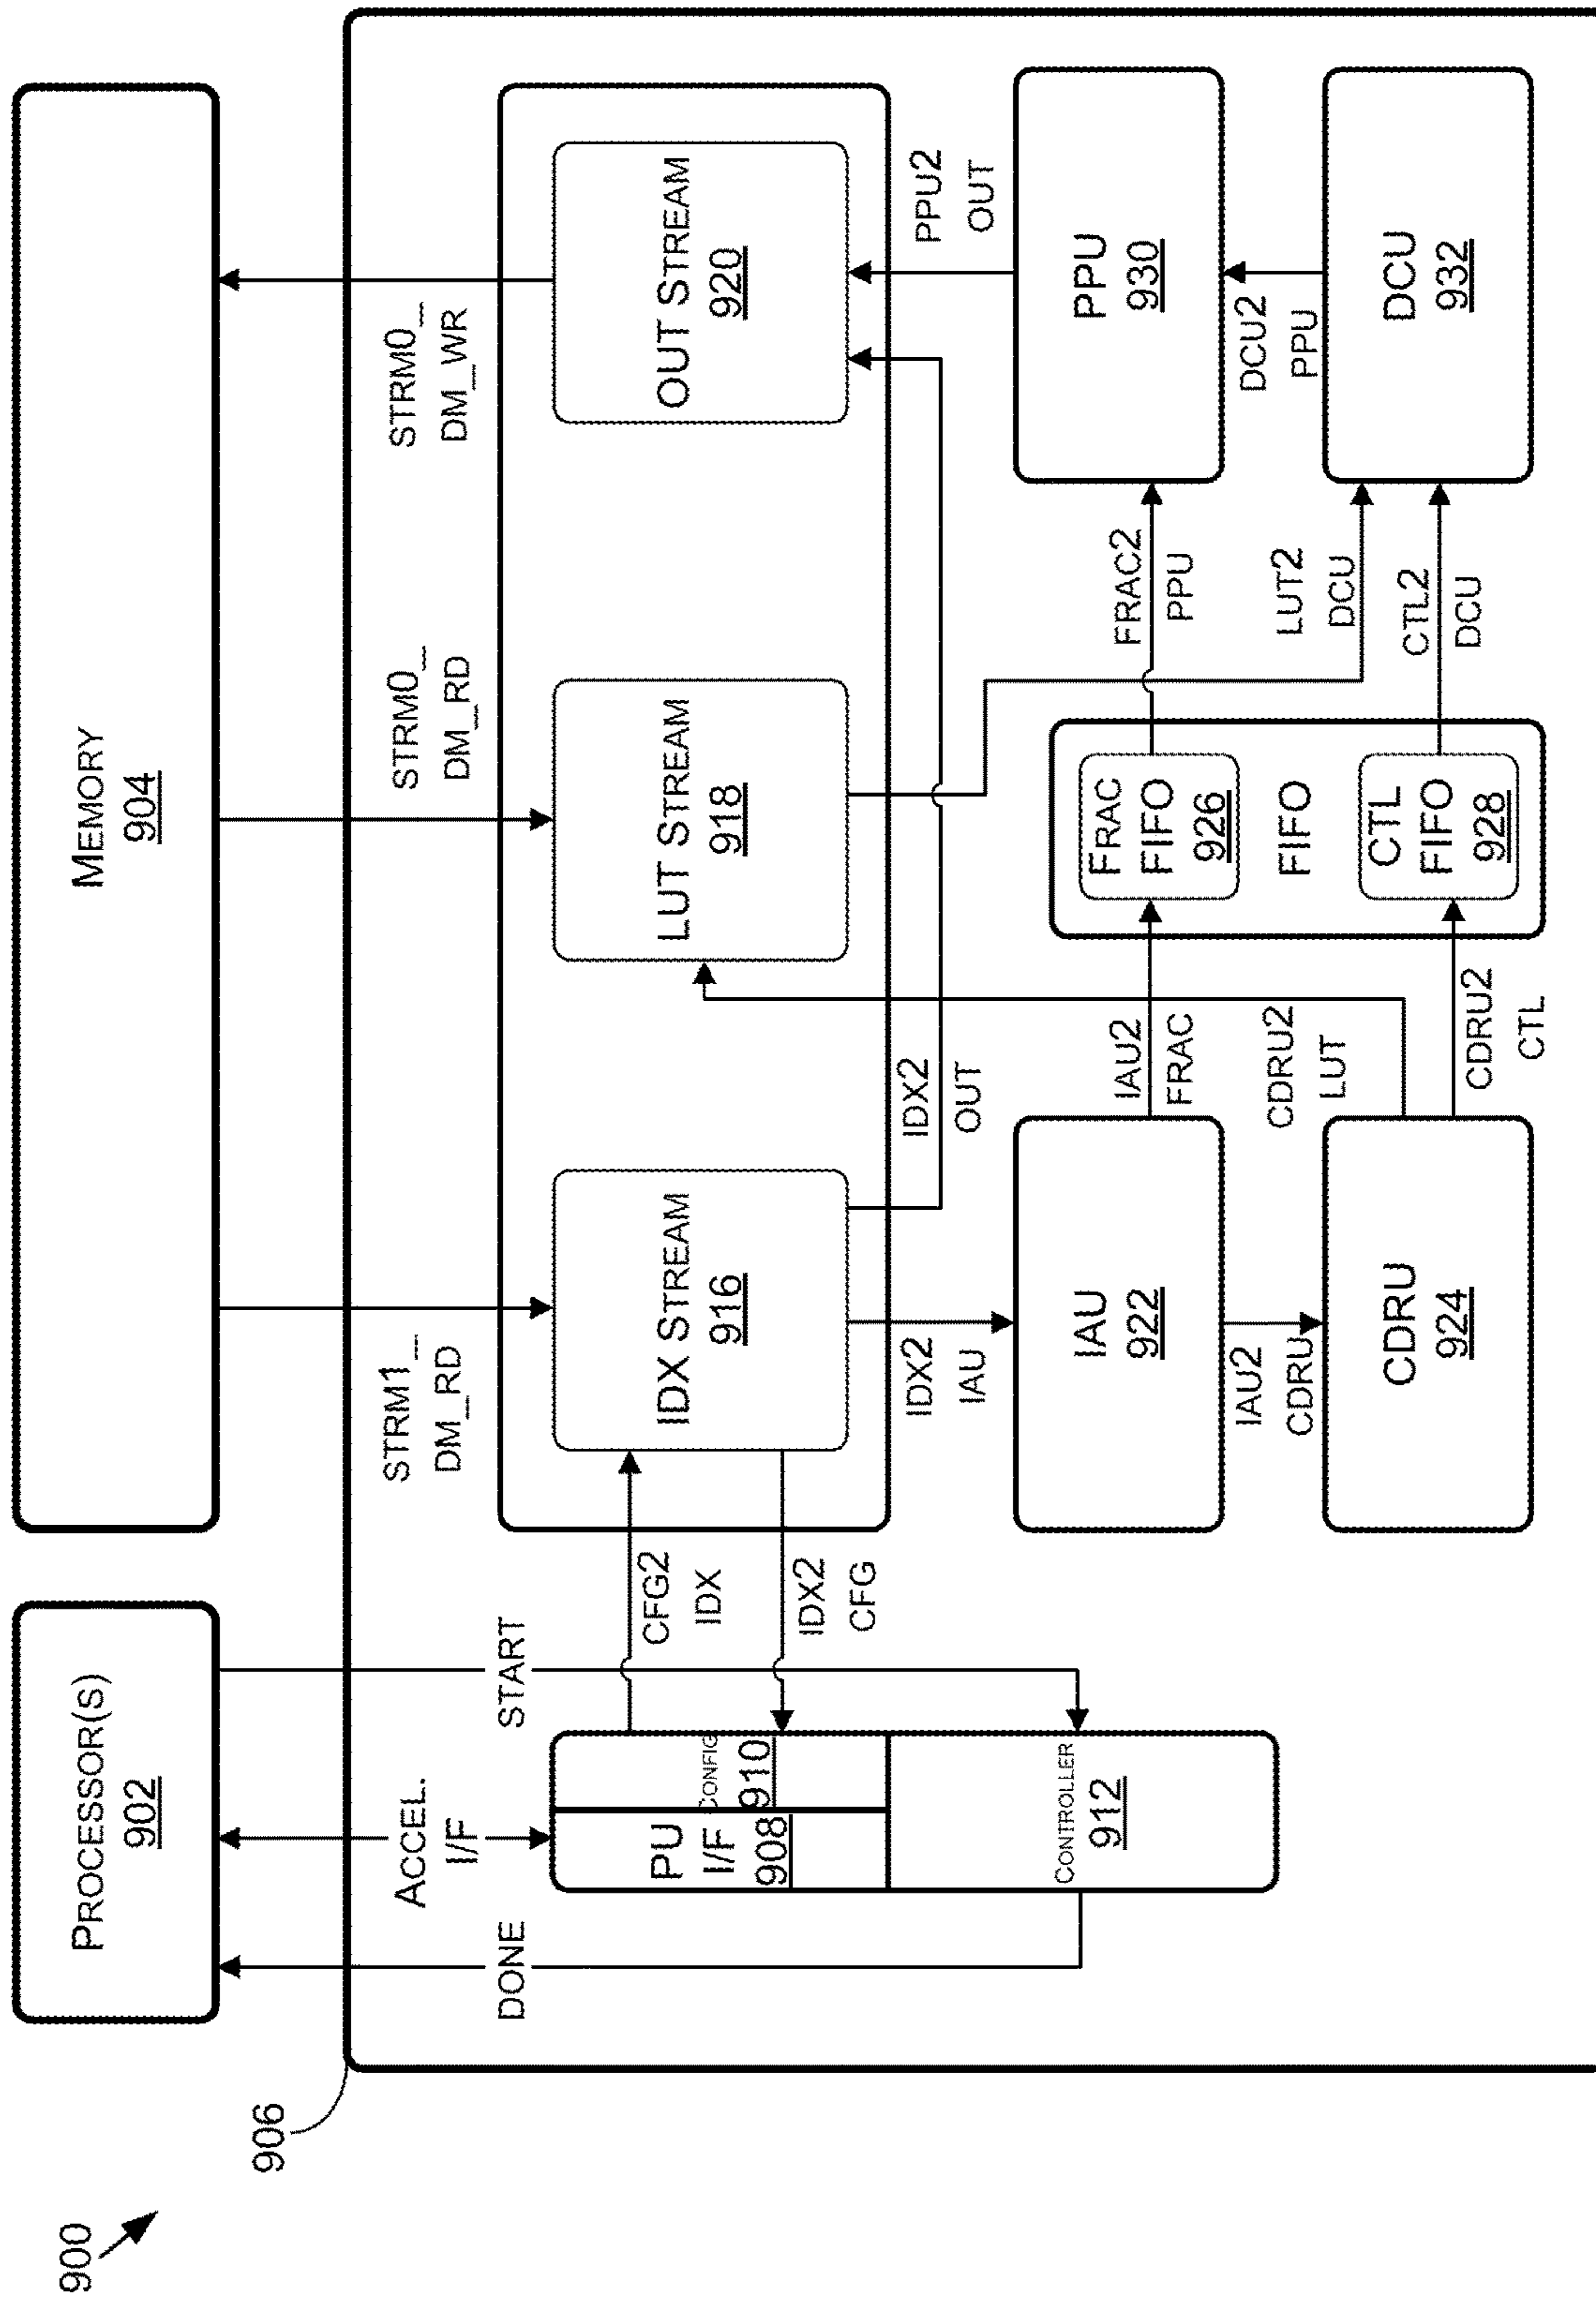 900
906
PROCESSOR(S)
902
MEMORY
904
DONE
ACCEL.
I/F
START
STRM1_
DM_RD
STRM0_
DM_RD
STRM0_
DM_WR
PU
I/F
908
CONFIG
910
CONTROLLER
912
CFG2
IDX
IDX2
CFG
IDX STREAM
916
LUT STREAM
918
OUT STREAM
920
IDX2
IAU
IDX2
OUT
PPU2
OUT
IAU
922
IAU2
FRAC
FRAC
FIFO
926
FIFO
CTL
FIFO
928
FRAC2
PPU
PPU
930
IAU2
CDRU
CDRU2
LUT
LUT2
DCU
DCU2
PPU
CDRU
924
CDRU2
CTL
CTL2
DCU
DCU
932